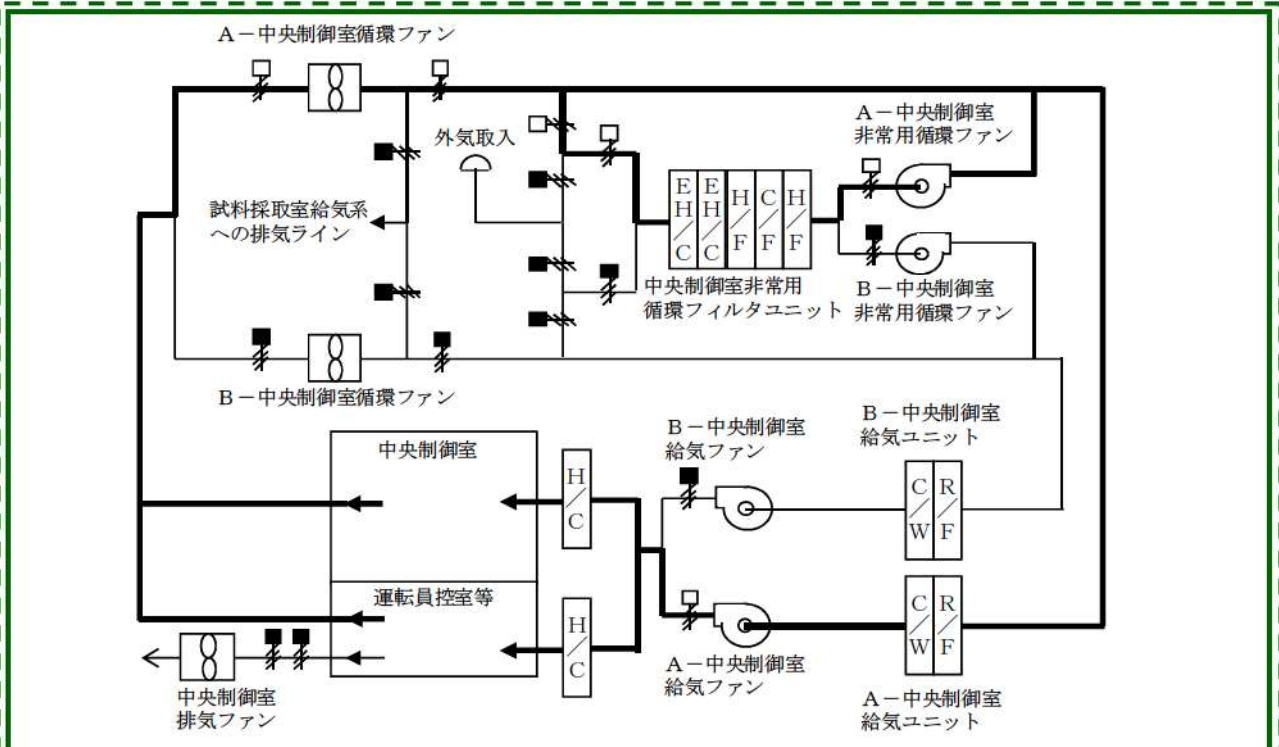 A－中央制御室循環ファン
外気取入
A－中央制御室
非常用循環ファン
試料採取室給気系
への排気ライン
EH/C
EH/C
H/F
C/F
H/F
中央制御室非常用
循環フィルタユニット
B－中央制御室
非常用循環ファン
B－中央制御室循環ファン
中央制御室
H/C
B－中央制御室
給気ファン
B－中央制御室
給気ユニット
C/W
R/F
運転員控室等
H/C
A－中央制御室
給気ファン
C/W
R/F
A－中央制御室
給気ユニット
中央制御室
排気ファン